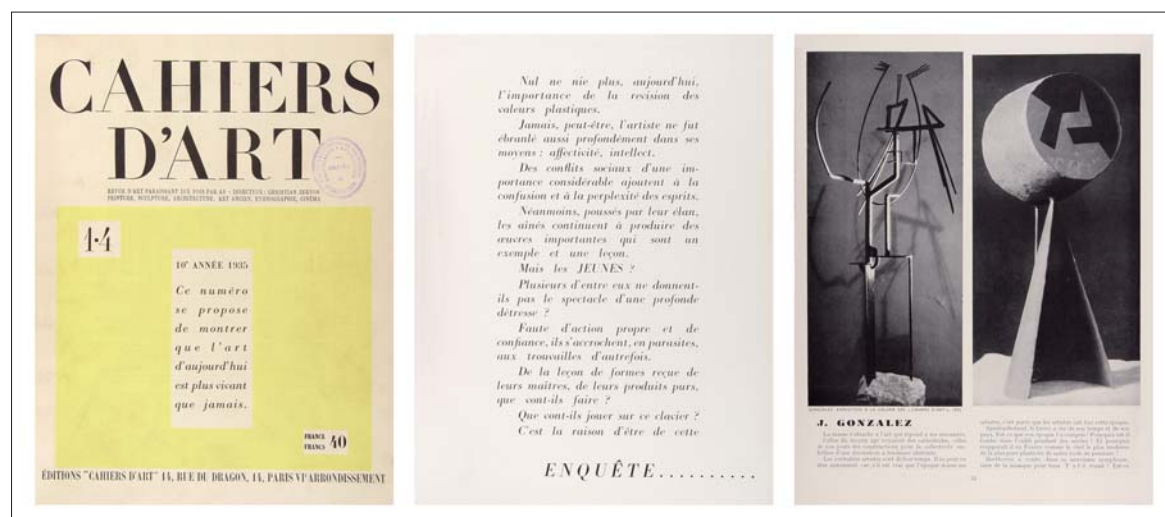 CAHIERS
D'ART
REVUE D'ART PARAISSANT DIX FOIS PAR AN - DIRECTEUR : CHRISTIAN ZERVOS
PEINTURE, SCULPTURE, ARCHITECTURE, ART ANCIEN, ETHNOGRAPHIE, CINÉMA
1-4
10e ANNÉE 1935
Ce numéro
se propose
de montrer
que l'art
d'aujourd'hui
est plus vivant
que jamais.
FRANCE
FRANCS 40
ÉDITIONS "CAHIERS D'ART" 14, RUE DU DRAGON, 14, PARIS VIe ARRONDISSEMENT
Nul ne nie plus, aujourd'hui,
l'importance de la revision des
valeurs plastiques.
Jamais, peut-être, l'artiste ne fut
ébranlé aussi profondément dans ses
moyens : affectivité, intellect.
Des conflits sociaux d'une im-
portance considérable ajoutent à la
confusion et à la perplexité des esprits.
Néanmoins, poussés par leur élan,
les aînés continuent à produire des
œuvres importantes qui sont un
exemple et une leçon.
Mais les JEUNES ?
Plusieurs d'entre eux ne donnent-
ils pas le spectacle d'une profonde
détresse ?
Faute d'action propre et de
confiance, ils s'accrochent, en parasites,
aux trouvailles d'autrefois.
De la leçon de formes reçue de
leurs maîtres, de leurs produits purs,
que vont-ils faire ?
Que vont-ils jouer sur ce clavier ?
C'est la raison d'être de cette
ENQUÊTE..........
J. GONZALEZ